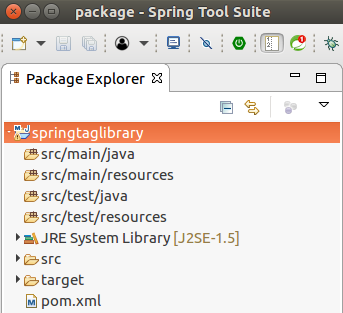 package - Spring Tool Suite
Package Explorer
springtaglibrary
src/main/java
src/main/resources
src/test/java
src/test/resources
JRE System Library [J2SE-1.5]
src
target
pom.xml